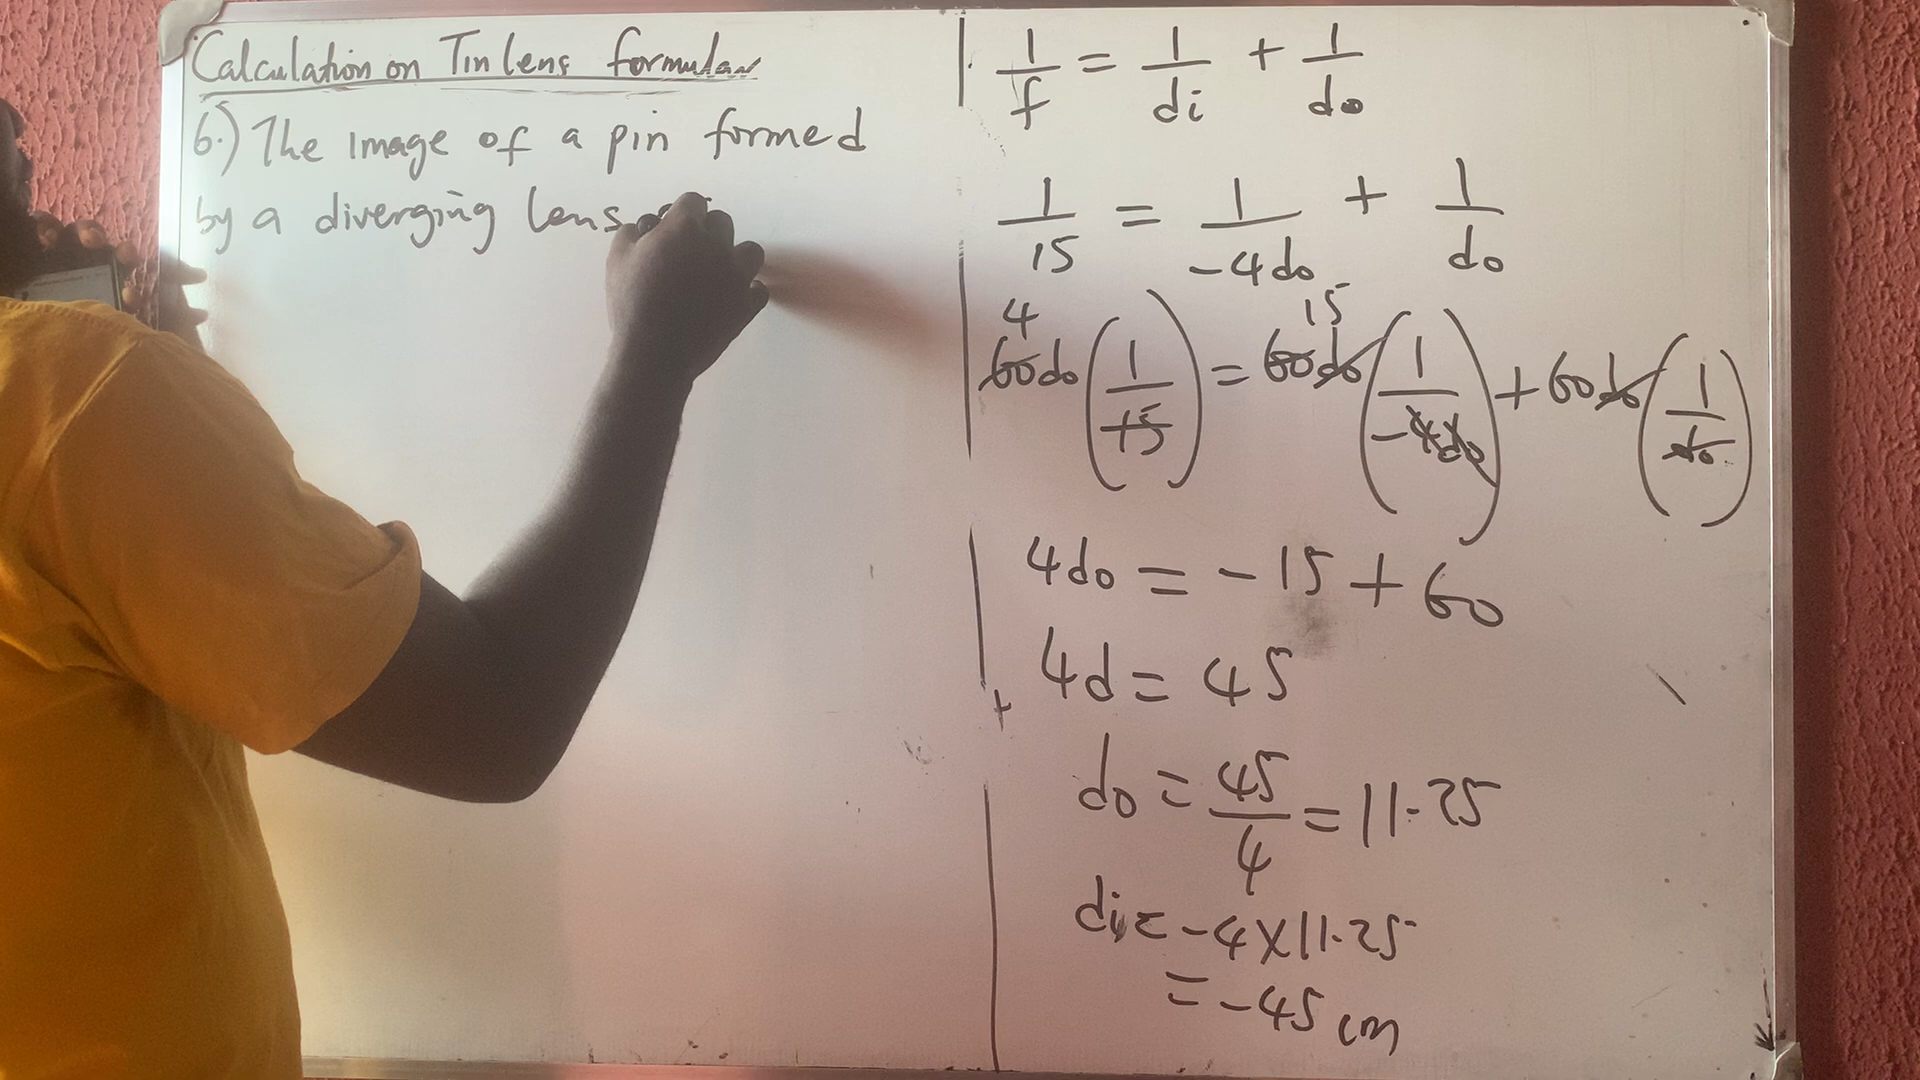 Calculation on Tin lens formular
6.) The Image of a pin formed
by a diverging lens
1/f = 1/di + 1/do
1/15 = 1/-4do + 1/do
4 15
60do (1/15) = 60do (1/-4do) + 60do (1/do)
4do = -15 + 60
4d = 45
do = 45/4 = 11.25
di = -4 X 11.25
= -45 cm